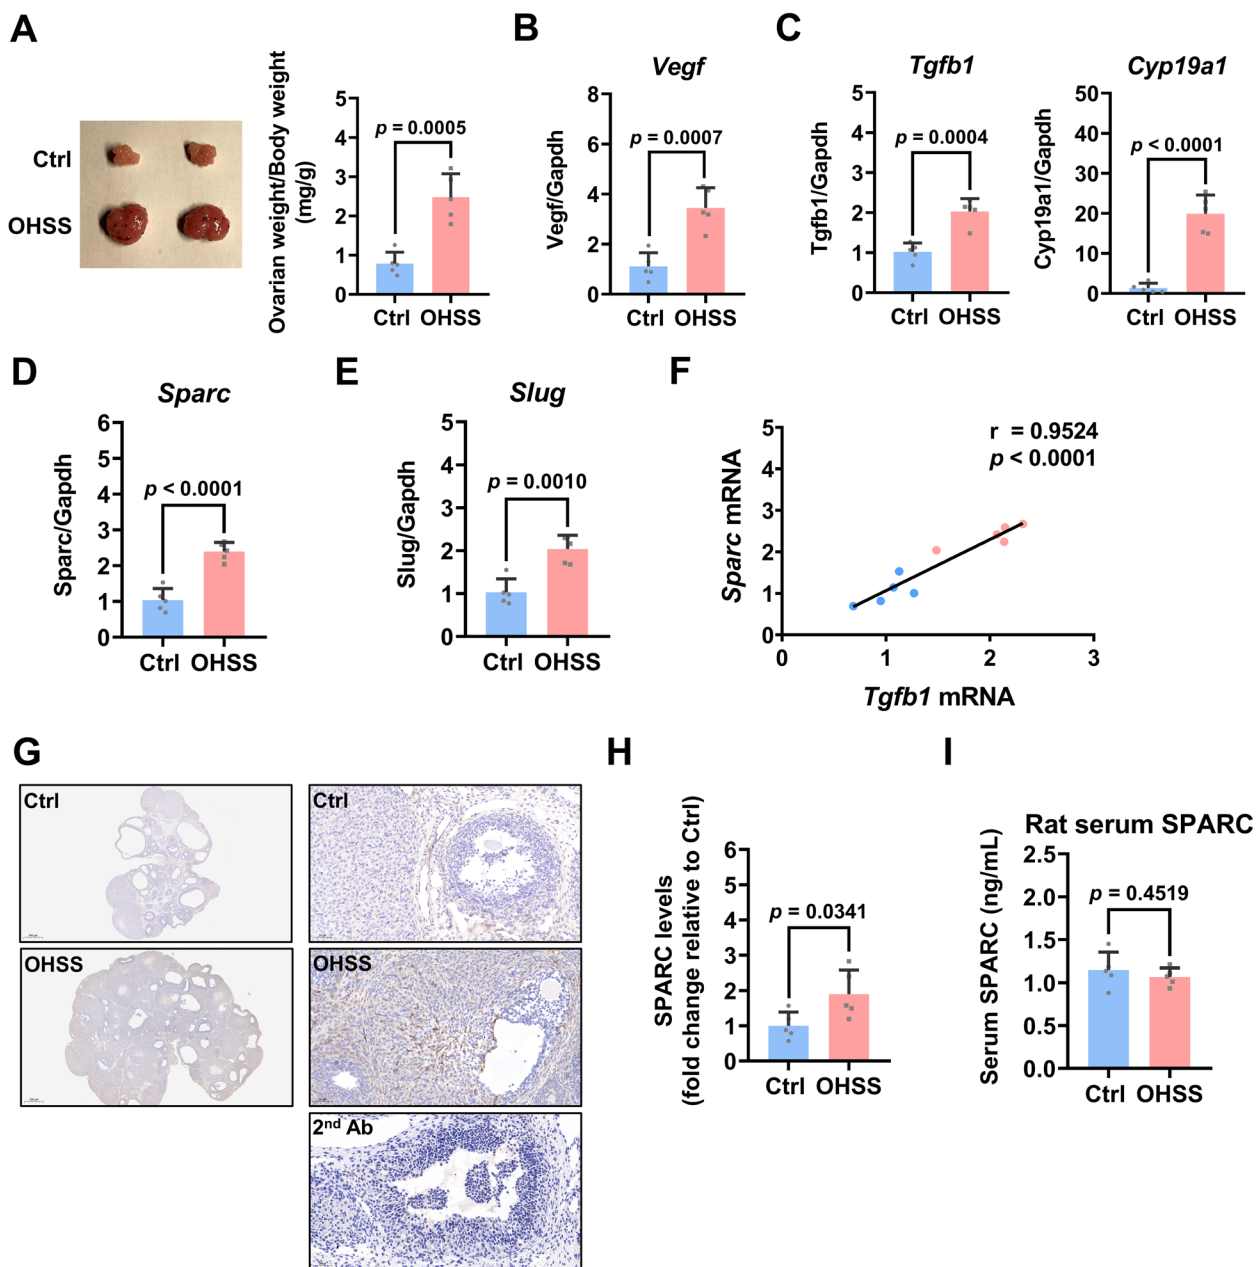 A
Ctrl
OHSS
Ovarian weight/Body weight
(mg/g)
5
4
3
2
1
0
p = 0.0005
Ctrl OHSS
B
Vegf
Vegf/Gapdh
8
6
4
2
0
p = 0.0007
Ctrl OHSS
C
Tgfb1
Tgfb1/Gapdh
5
4
3
2
1
0
p = 0.0004
Ctrl OHSS
Cyp19a1
Cyp19a1/Gapdh
50
40
30
20
10
0
p < 0.0001
Ctrl OHSS
D
Sparc
Sparc/Gapdh
6
5
4
3
2
1
0
p < 0.0001
Ctrl OHSS
E
Slug
Slug/Gapdh
5
4
3
2
1
0
p = 0.0010
Ctrl OHSS
F
Sparc mRNA
5
4
3
2
1
0
r = 0.9524
p < 0.0001
0 1 2 3
Tgfb1 mRNA
G
Ctrl
Ctrl
OHSS
OHSS
2nd Ab
H
SPARC levels
(fold change relative to Ctrl)
6
5
4
3
2
1
0
p = 0.0341
Ctrl OHSS
I
Rat serum SPARC
Serum SPARC (ng/mL)
2.5
2.0
1.5
1.0
0.5
0.0
p = 0.4519
Ctrl OHSS